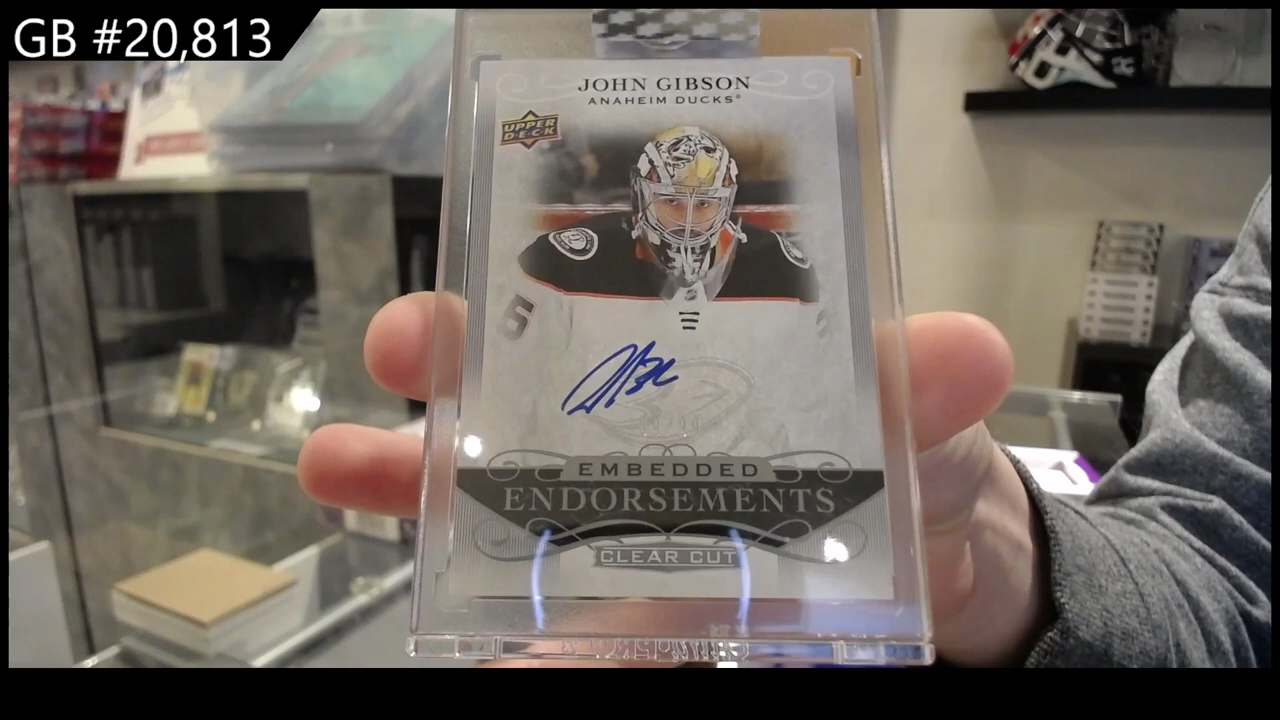 GB #20,813
JOHN GIBSON
ANAHEIM DUCKS
UPPER
DECK
EMBEDDED
ENDORSEMENTS
CLEAR CUT